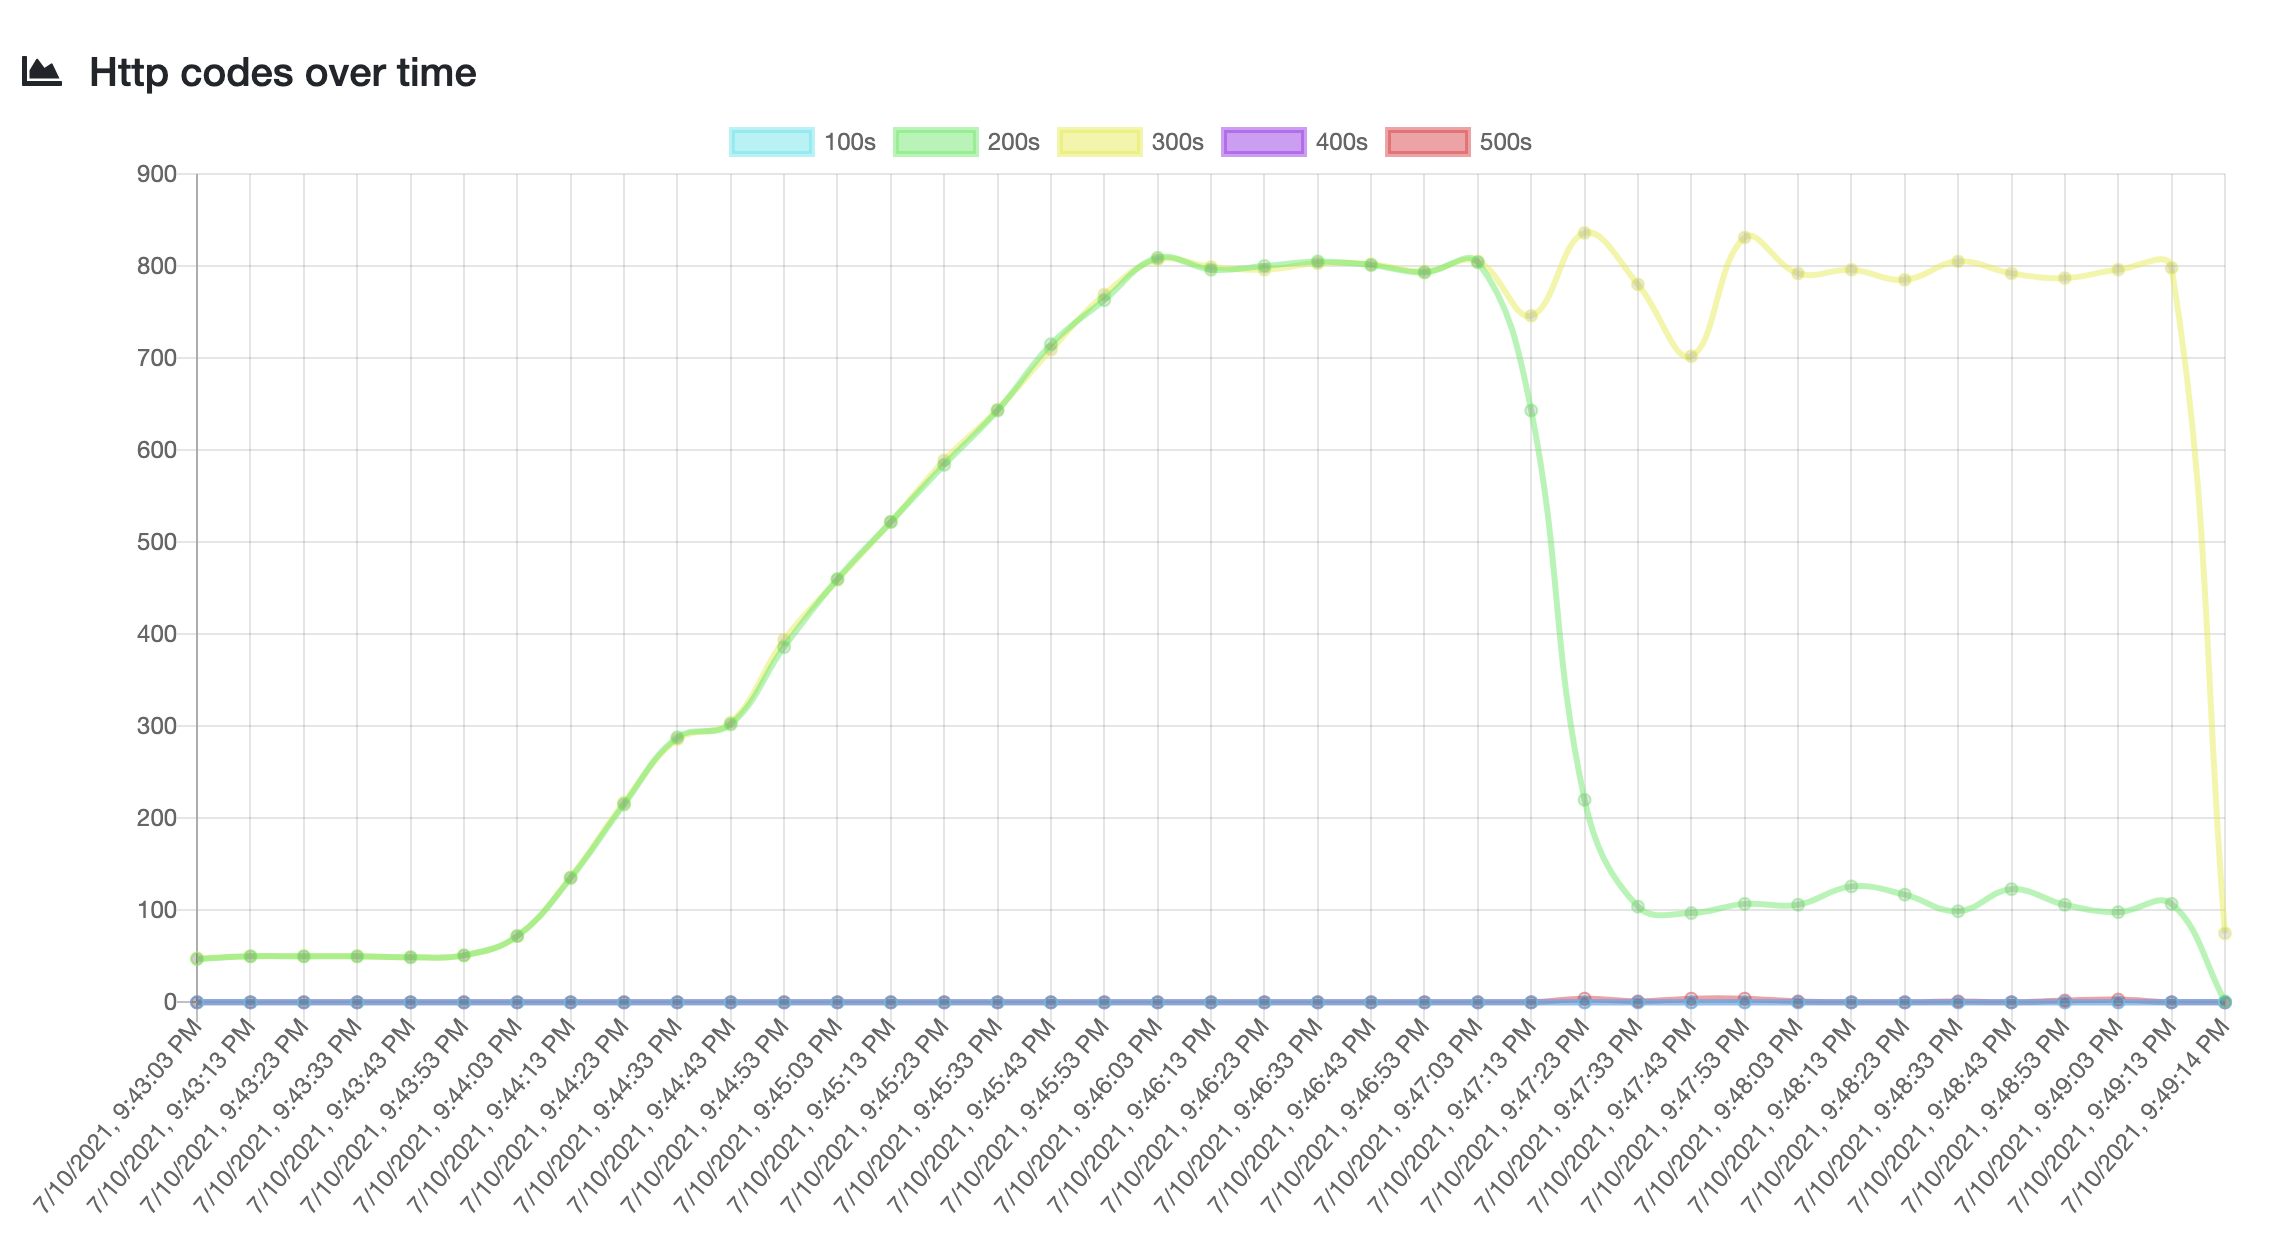 Http codes over time
100s 200s 300s 400s 500s
900
800
700
600
500
400
300
200
100
0
7/10/2021, 9:43:03 PM
7/10/2021, 9:43:13 PM
7/10/2021, 9:43:23 PM
7/10/2021, 9:43:33 PM
7/10/2021, 9:43:43 PM
7/10/2021, 9:43:53 PM
7/10/2021, 9:44:03 PM
7/10/2021, 9:44:13 PM
7/10/2021, 9:44:23 PM
7/10/2021, 9:44:33 PM
7/10/2021, 9:44:43 PM
7/10/2021, 9:44:53 PM
7/10/2021, 9:45:03 PM
7/10/2021, 9:45:13 PM
7/10/2021, 9:45:23 PM
7/10/2021, 9:45:33 PM
7/10/2021, 9:45:43 PM
7/10/2021, 9:45:53 PM
7/10/2021, 9:46:03 PM
7/10/2021, 9:46:13 PM
7/10/2021, 9:46:23 PM
7/10/2021, 9:46:33 PM
7/10/2021, 9:46:43 PM
7/10/2021, 9:46:53 PM
7/10/2021, 9:47:03 PM
7/10/2021, 9:47:13 PM
7/10/2021, 9:47:23 PM
7/10/2021, 9:47:33 PM
7/10/2021, 9:47:43 PM
7/10/2021, 9:47:53 PM
7/10/2021, 9:48:03 PM
7/10/2021, 9:48:13 PM
7/10/2021, 9:48:23 PM
7/10/2021, 9:48:33 PM
7/10/2021, 9:48:43 PM
7/10/2021, 9:48:53 PM
7/10/2021, 9:49:03 PM
7/10/2021, 9:49:13 PM
7/10/2021, 9:49:14 PM